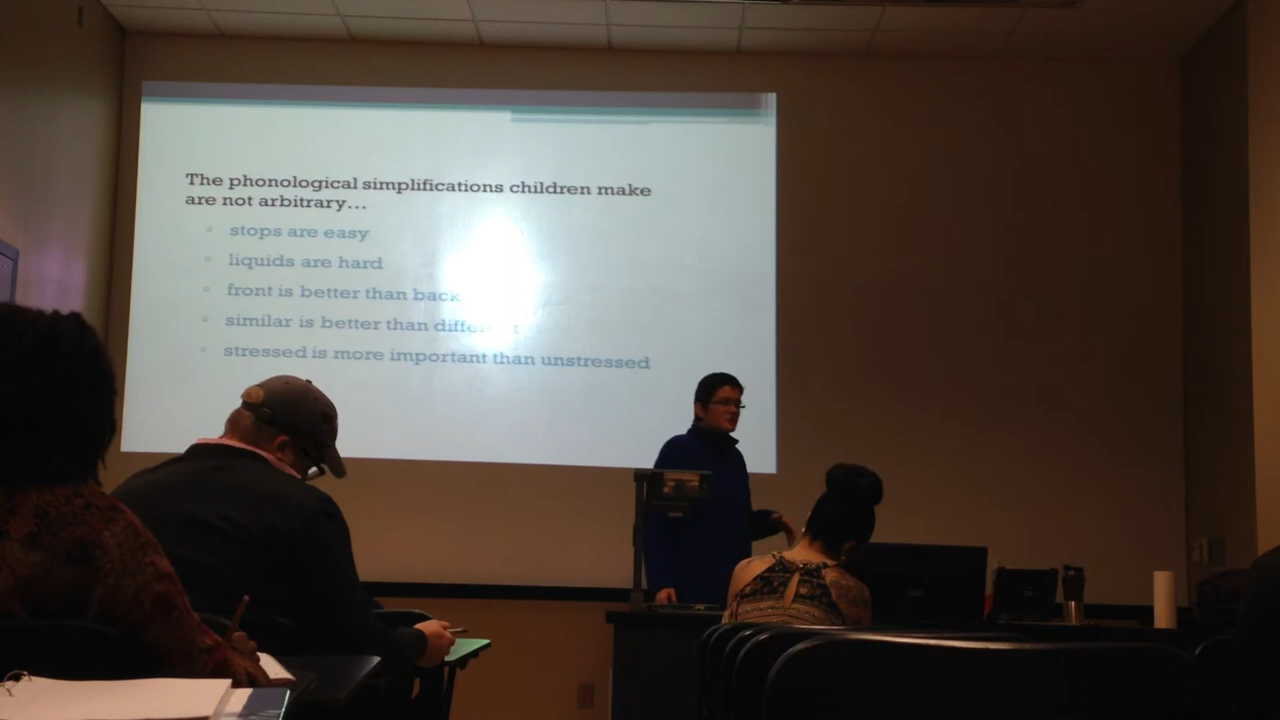 The phonological simplifications children make
are not arbitrary…
stops are easy
liquids are hard
front is better than back
similar is better than different
stressed is more important than unstressed